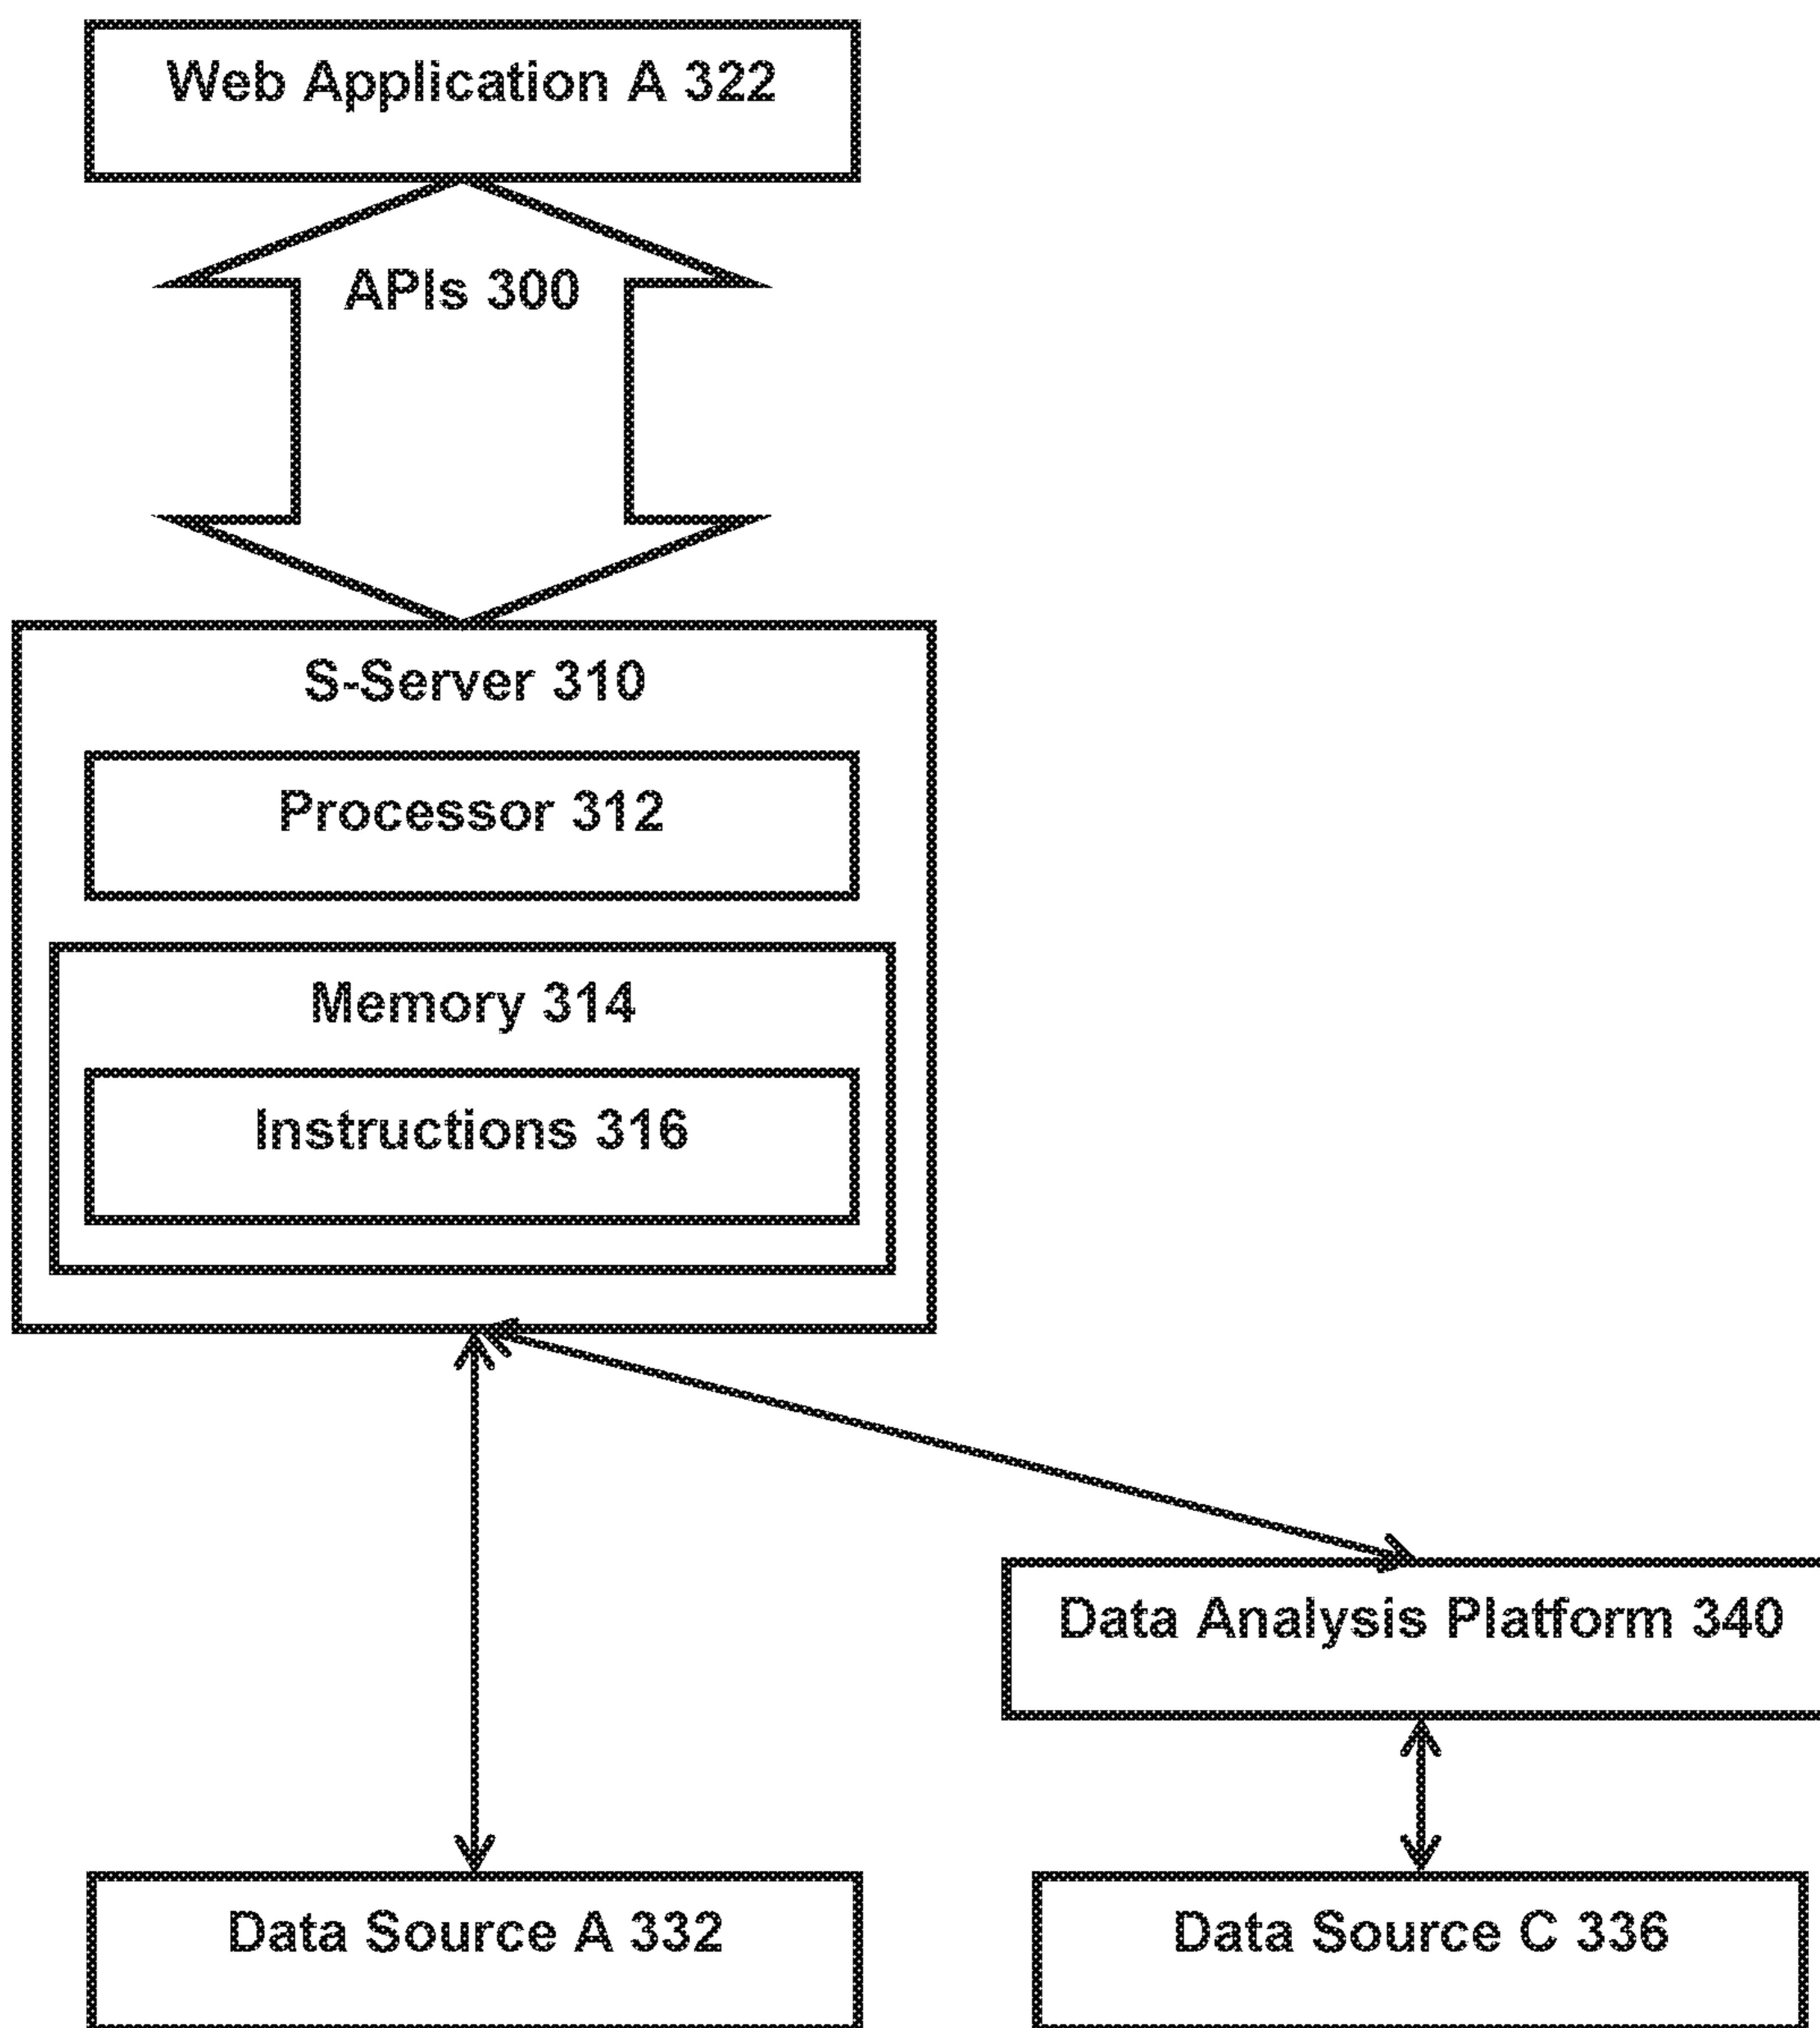 Web Application A 322
APIs 300
S-Server 310
Processor 312
Memory 314
Instructions 316
Data Analysis Platform 340
Data Source A 332
Data Source C 336